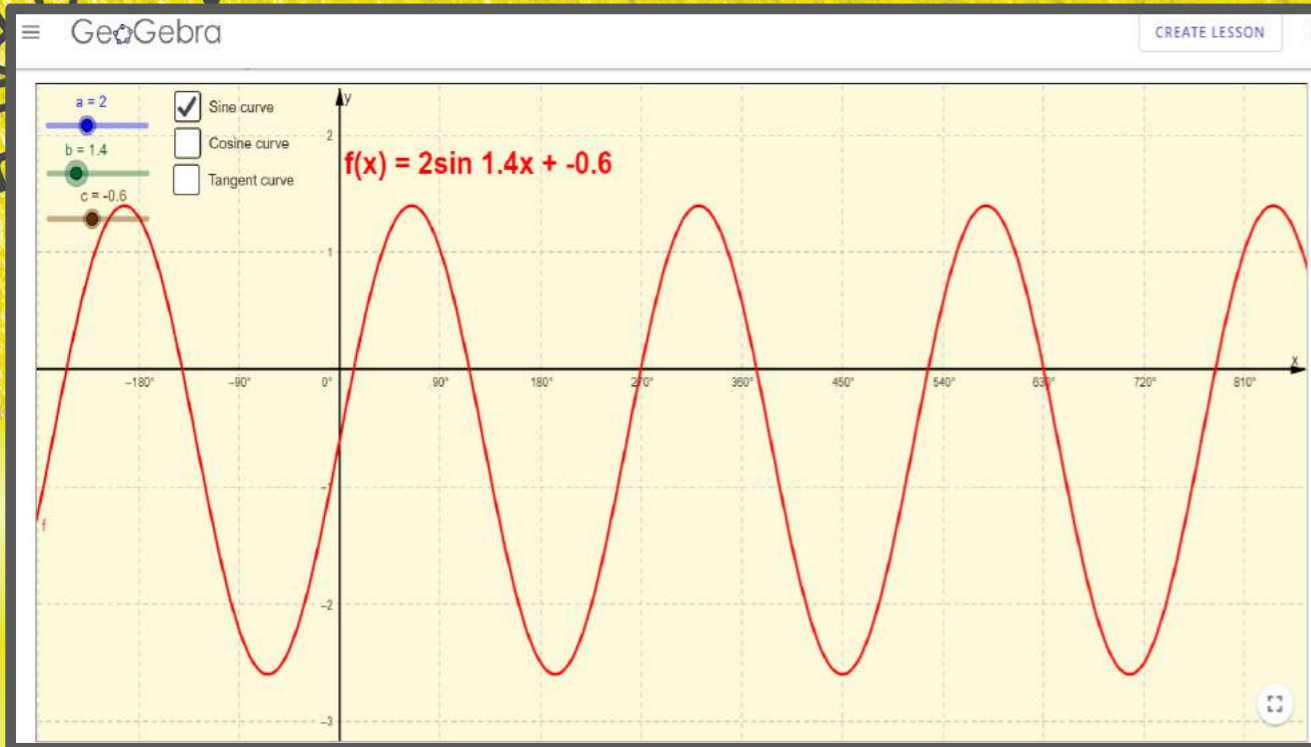 GeoGebra
CREATE LESSON
a = 2
Sine curve
b = 1.4
Cosine curve
c = -0.6
Tangent curve
y
f(x) = 2sin 1.4x + -0.6
2
1
x
-180° -90° 0° 90° 180° 270° 360° 450° 540° 630° 720° 810°
-1
f
-2
-3